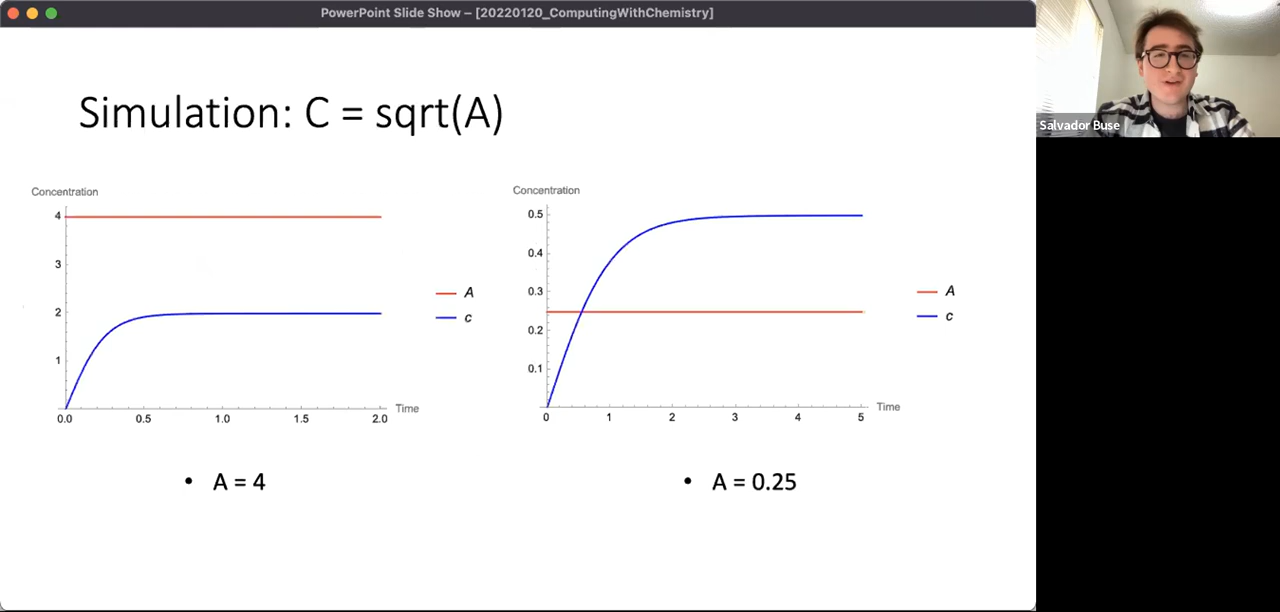 PowerPoint Slide Show – [20220120_ComputingWithChemistry]
Salvador Buse
Simulation: C = sqrt(A)
Concentration
4
3
2
1
0.0 0.5 1.0 1.5 2.0
Time
A
c
• A = 4
Concentration
0.5
0.4
0.3
0.2
0.1
0 1 2 3 4 5
Time
A
c
• A = 0.25